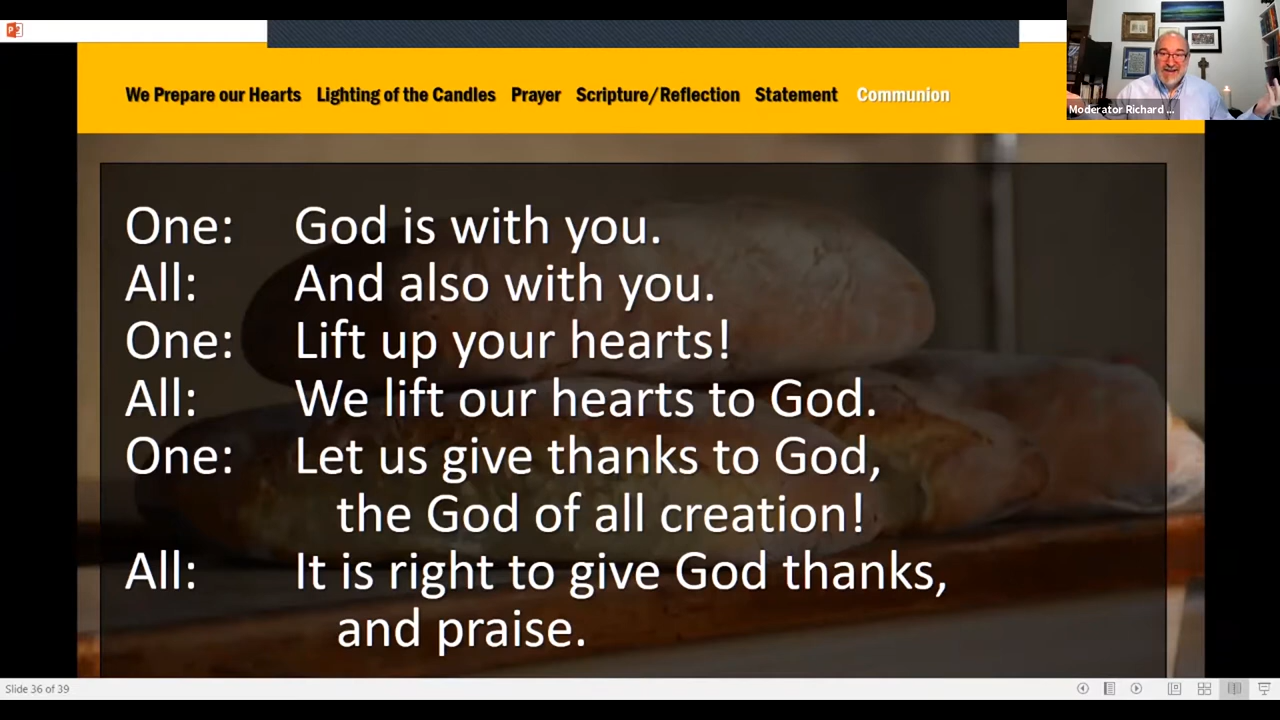 We Prepare our Hearts Lighting of the Candles Prayer Scripture/Reflection Statement Communion
Moderator Richard ...
One: God is with you.
All: And also with you.
One: Lift up your hearts!
All: We lift our hearts to God.
One: Let us give thanks to God,
the God of all creation!
All: It is right to give God thanks,
and praise.
Slide 36 of 39